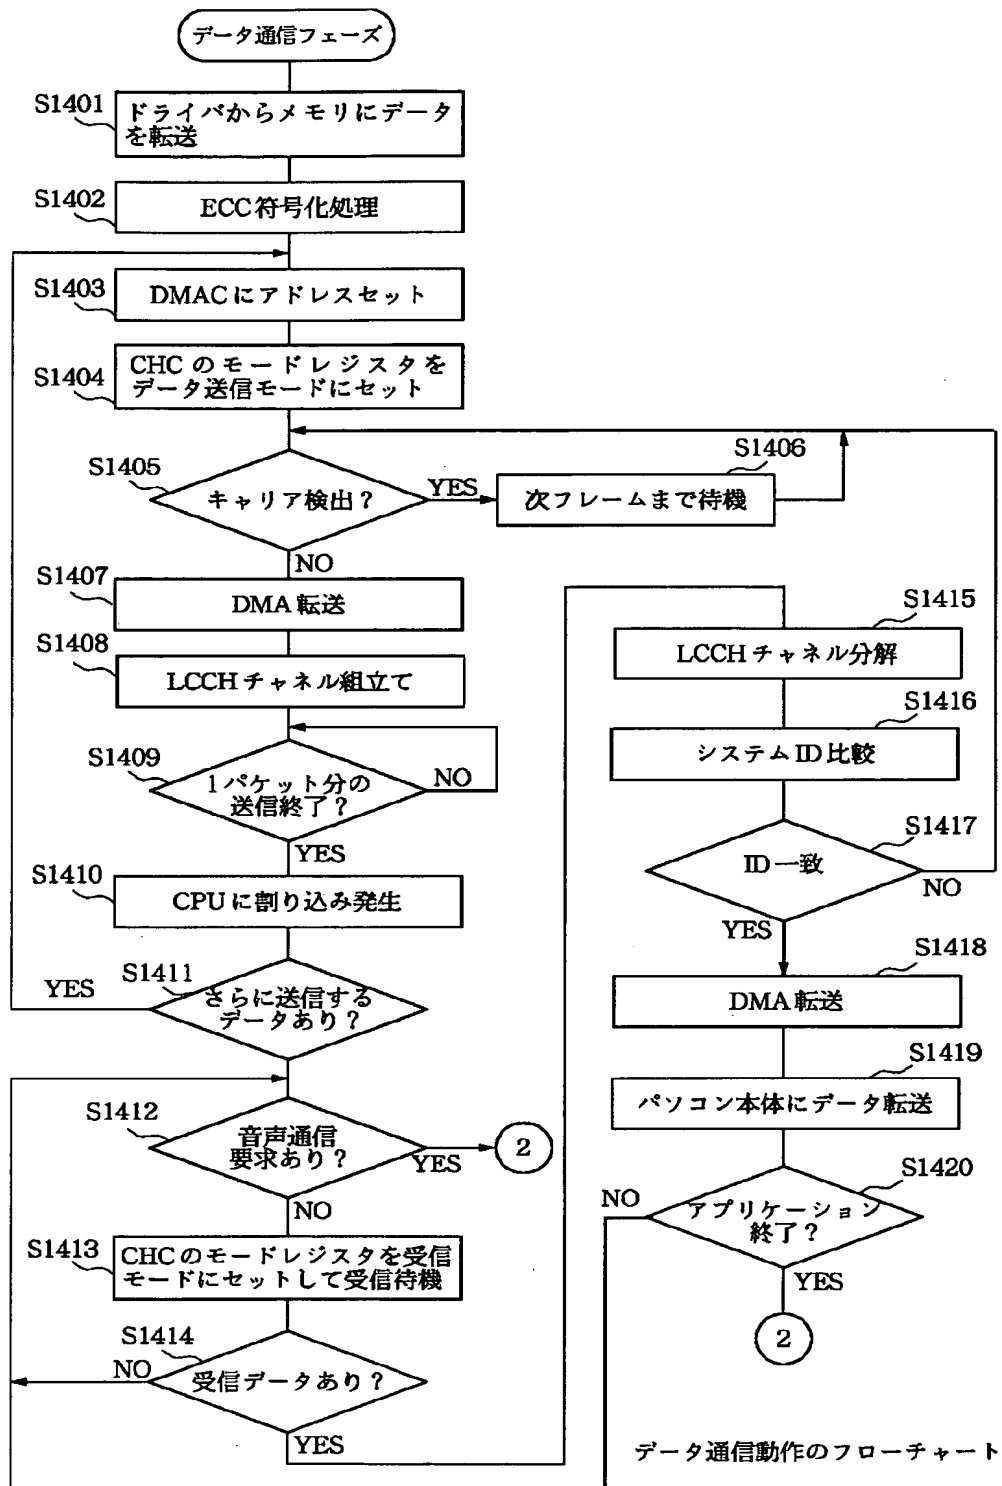 データ通信フェーズ
S1401
ドライバからメモリにデータ
を転送
S1402
ECC符号化処理
S1403
DMACにアドレスセット
S1404
CHCのモードレジスタを
データ送信モードにセット
S1405
キャリア検出?
YES
NO
S1406
次フレームまで待機
S1407
DMA転送
S1408
LCCHチャネル組立て
S1409
1パケット分の
送信終了?
NO
YES
S1410
CPUに割り込み発生
S1411
さらに送信する
データあり?
YES
S1412
音声通信
要求あり?
YES
2
NO
S1413
CHCのモードレジスタを受信
モードにセットして受信待機
S1414
受信データあり?
NO
YES
S1415
LCCHチャネル分解
S1416
システムID比較
S1417
ID一致
NO
YES
S1418
DMA転送
S1419
パソコン本体にデータ転送
S1420
アプリケーション
終了?
NO
YES
2
データ通信動作のフローチャート